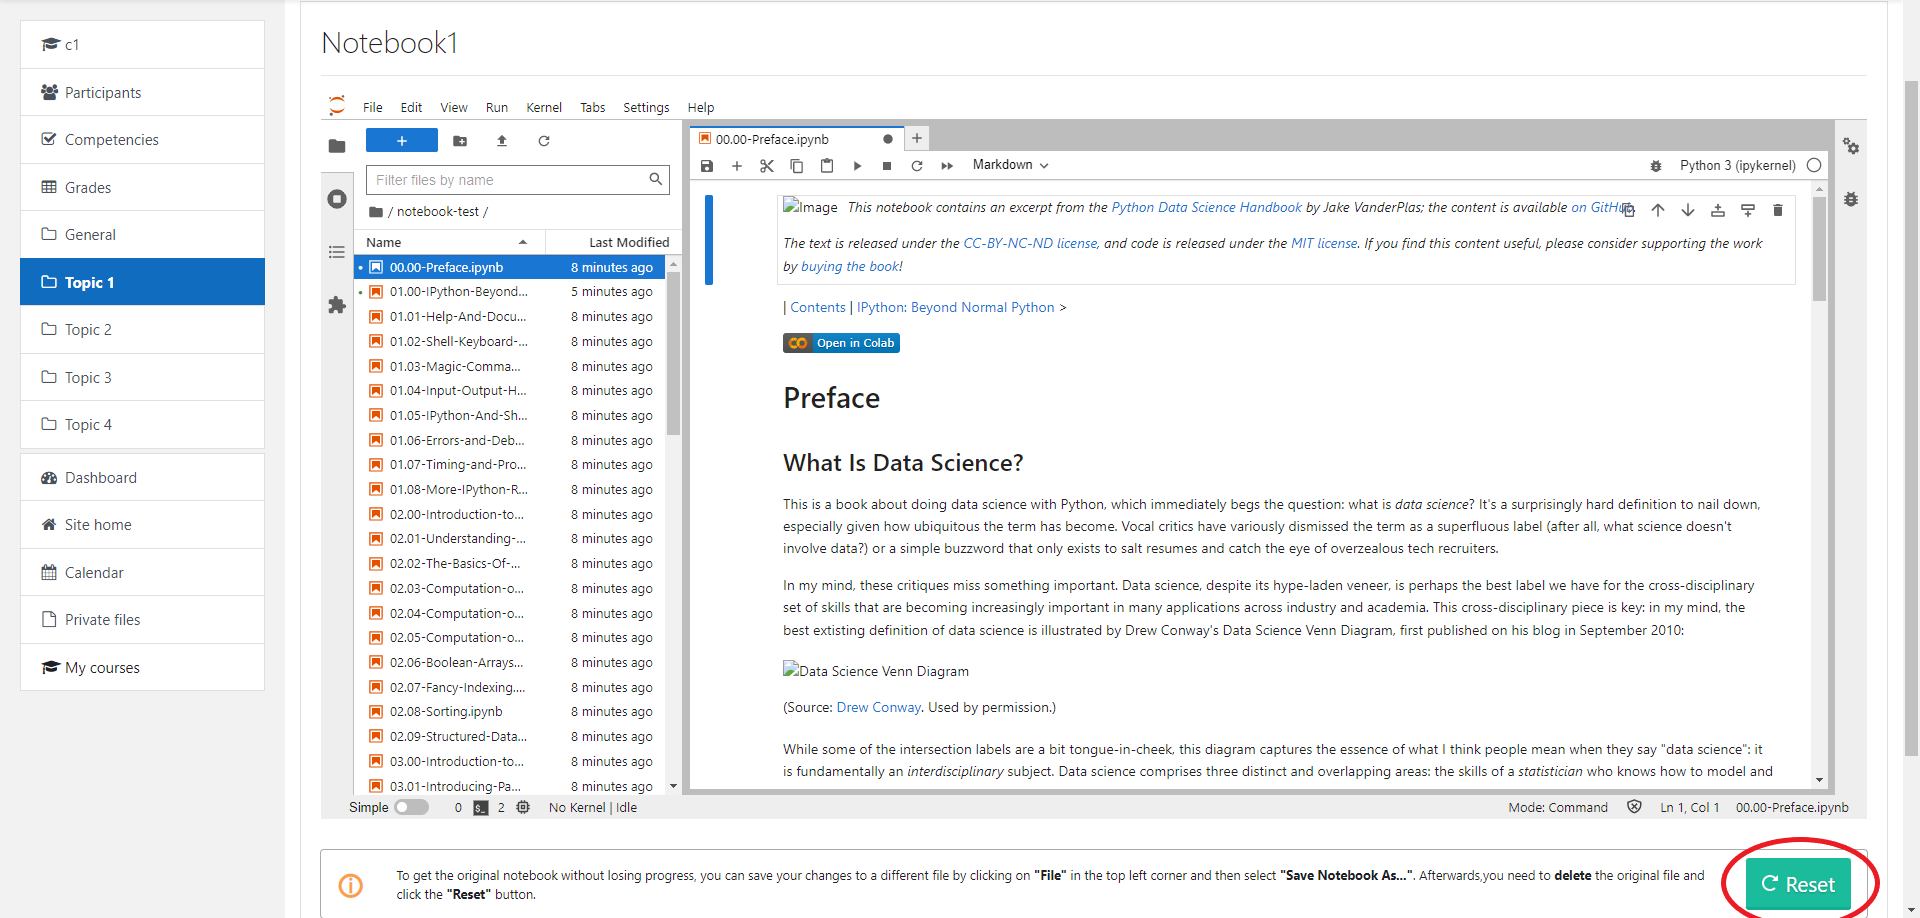 c1
Participants
Competencies
Grades
General
Topic 1
Topic 2
Topic 3
Topic 4
Dashboard
Site home
Calendar
Private files
My courses
Notebook1
File Edit View Run Kernel Tabs Settings Help
Filter files by name
/ notebook-test /
Name Last Modified
00.00-Preface.ipynb 8 minutes ago
01.00-IPython-Beyond... 5 minutes ago
01.01-Help-And-Docu... 8 minutes ago
01.02-Shell-Keyboard-... 8 minutes ago
01.03-Magic-Comma... 8 minutes ago
01.04-Input-Output-H... 8 minutes ago
01.05-IPython-And-Sh... 8 minutes ago
01.06-Errors-and-Deb... 8 minutes ago
01.07-Timing-and-Pro... 8 minutes ago
01.08-More-IPython-R... 8 minutes ago
02.00-Introduction-to... 8 minutes ago
02.01-Understanding-... 8 minutes ago
02.02-The-Basics-Of-... 8 minutes ago
02.03-Computation-o... 8 minutes ago
02.04-Computation-o... 8 minutes ago
02.05-Computation-o... 8 minutes ago
02.06-Boolean-Arrays... 8 minutes ago
02.07-Fancy-Indexing.... 8 minutes ago
02.08-Sorting.ipynb 8 minutes ago
02.09-Structured-Data... 8 minutes ago
03.00-Introduction-to... 8 minutes ago
03.01-Introducing-Pa... 8 minutes ago
00.00-Preface.ipynb
Markdown
Python 3 (ipykernel)
Image This notebook contains an excerpt from the Python Data Science Handbook by Jake VanderPlas; the content is available on GitHub
The text is released under the CC-BY-NC-ND license, and code is released under the MIT license. If you find this content useful, please consider supporting the work
by buying the book!
| Contents | IPython: Beyond Normal Python >
Open in Colab
Preface
What Is Data Science?
This is a book about doing data science with Python, which immediately begs the question: what is data science? It's a surprisingly hard definition to nail down,
especially given how ubiquitous the term has become. Vocal critics have variously dismissed the term as a superfluous label (after all, what science doesn't
involve data?) or a simple buzzword that only exists to salt resumes and catch the eye of overzealous tech recruiters.
In my mind, these critiques miss something important. Data science, despite its hype-laden veneer, is perhaps the best label we have for the cross-disciplinary
set of skills that are becoming increasingly important in many applications across industry and academia. This cross-disciplinary piece is key: in my mind, the
best extisting definition of data science is illustrated by Drew Conway's Data Science Venn Diagram, first published on his blog in September 2010:
Data Science Venn Diagram
(Source: Drew Conway. Used by permission.)
While some of the intersection labels are a bit tongue-in-cheek, this diagram captures the essence of what I think people mean when they say "data science": it
is fundamentally an interdisciplinary subject. Data science comprises three distinct and overlapping areas: the skills of a statistician who knows how to model and
Simple 0 $_ 2 No Kernel | Idle Mode: Command Ln 1, Col 1 00.00-Preface.ipynb
To get the original notebook without losing progress, you can save your changes to a different file by clicking on "File" in the top left corner and then select "Save Notebook As...". Afterwards,you need to delete the original file and
click the "Reset" button.
Reset